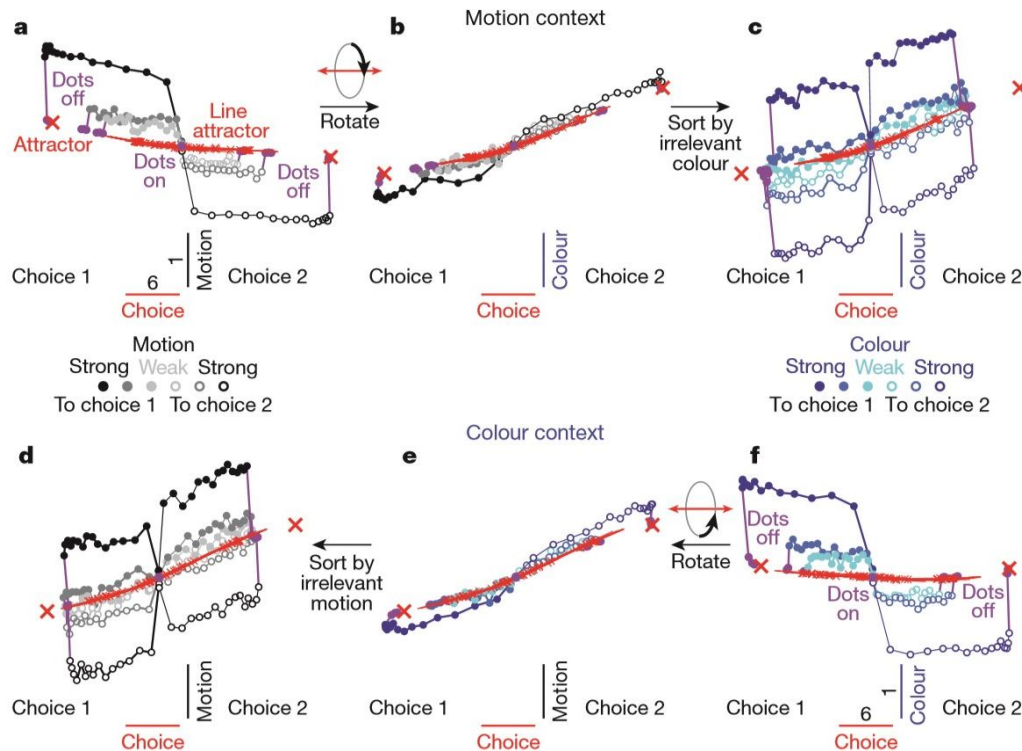 Motion context
a
b
c
Dots
off
Attractor
Line
attractor
Dots
on
Dots
off
Rotate
Sort by
irrelevant
colour
Choice 1
6
1
Motion
Choice 2
Choice
Choice 1
Colour
Choice 2
Choice
Choice 1
Colour
Choice 2
Choice
Motion
Strong Weak Strong
To choice 1 To choice 2
Colour
Strong Weak Strong
To choice 1 To choice 2
Colour context
d
e
f
Sort by
irrelevant
motion
Rotate
Dots
off
Dots
on
Dots
off
Choice 1
Motion
Choice 2
Choice
Choice 1
Motion
Choice 2
Choice
Choice 1
6
1
Colour
Choice 2
Choice